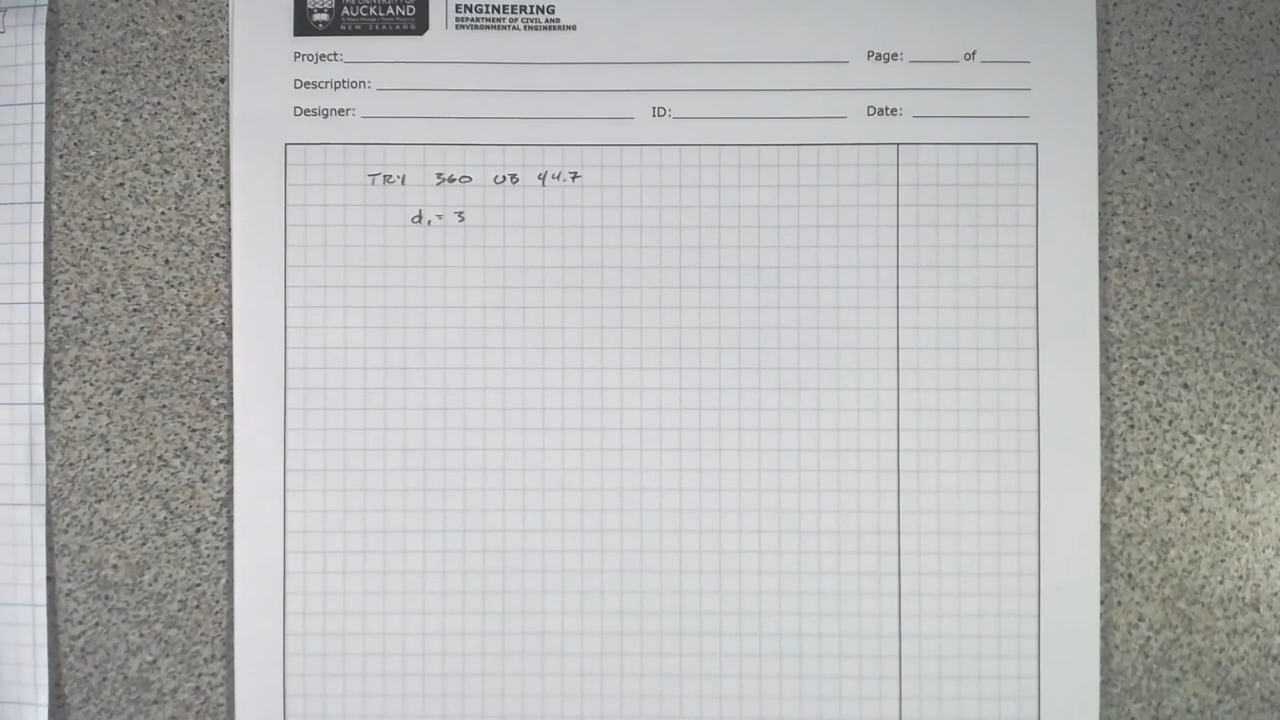 THE UNIVERSITY OF
AUCKLAND
NEW ZEALAND
ENGINEERING
DEPARTMENT OF CIVIL AND
ENVIRONMENTAL ENGINEERING
Project:
Page: of
Description:
Designer: ID: Date:
TRY 360 UB 44.7
d₁ = 3